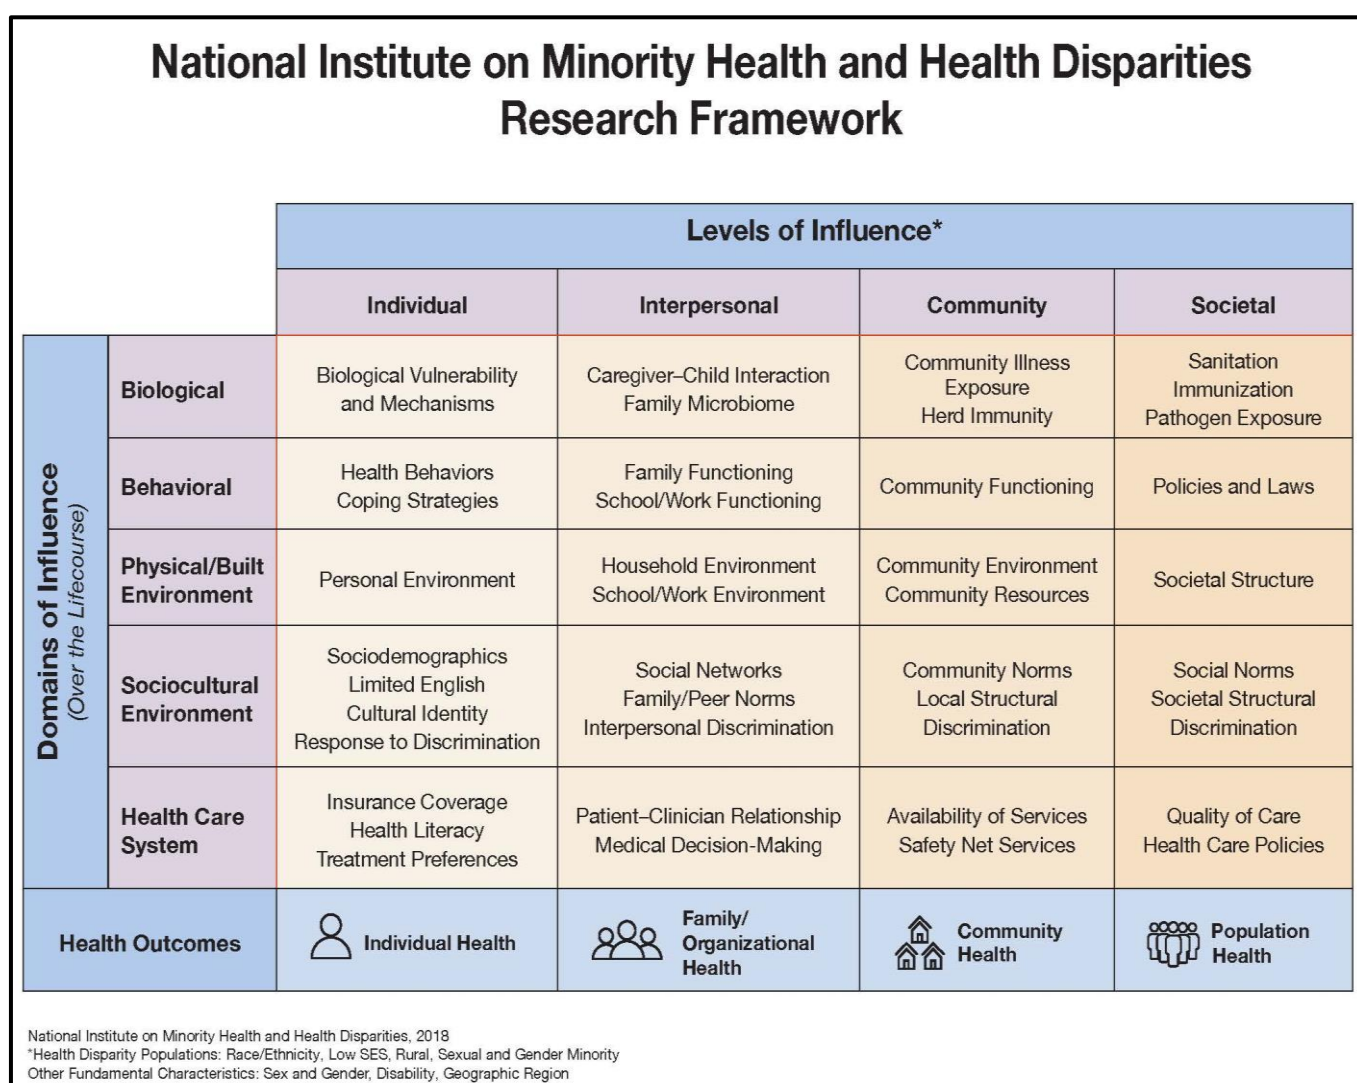 National Institute on Minority Health and Health Disparities
Research Framework
Levels of Influence*
Individual
Interpersonal
Community
Societal
Domains of Influence
(Over the Lifecourse)
Biological
Biological Vulnerability
and Mechanisms
Caregiver–Child Interaction
Family Microbiome
Community Illness
Exposure
Herd Immunity
Sanitation
Immunization
Pathogen Exposure
Behavioral
Health Behaviors
Coping Strategies
Family Functioning
School/Work Functioning
Community Functioning
Policies and Laws
Physical/Built
Environment
Personal Environment
Household Environment
School/Work Environment
Community Environment
Community Resources
Societal Structure
Sociocultural
Environment
Sociodemographics
Limited English
Cultural Identity
Response to Discrimination
Social Networks
Family/Peer Norms
Interpersonal Discrimination
Community Norms
Local Structural
Discrimination
Social Norms
Societal Structural
Discrimination
Health Care
System
Insurance Coverage
Health Literacy
Treatment Preferences
Patient–Clinician Relationship
Medical Decision-Making
Availability of Services
Safety Net Services
Quality of Care
Health Care Policies
Health Outcomes
Individual Health
Family/
Organizational
Health
Community
Health
Population
Health
National Institute on Minority Health and Health Disparities, 2018
*Health Disparity Populations: Race/Ethnicity, Low SES, Rural, Sexual and Gender Minority
Other Fundamental Characteristics: Sex and Gender, Disability, Geographic Region